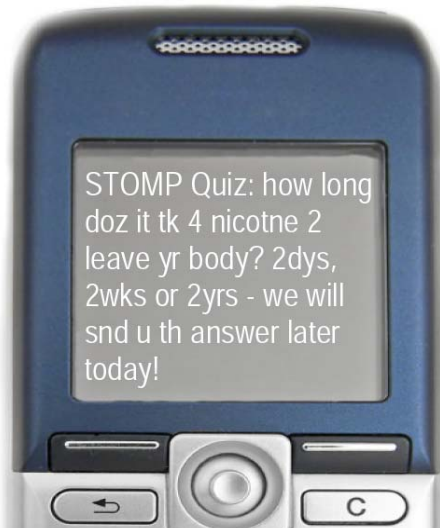 STOMP Quiz: how long
doz it tk 4 nicotne 2
leave yr body? 2dys,
2wks or 2yrs - we will
snd u th answer later
today!
C